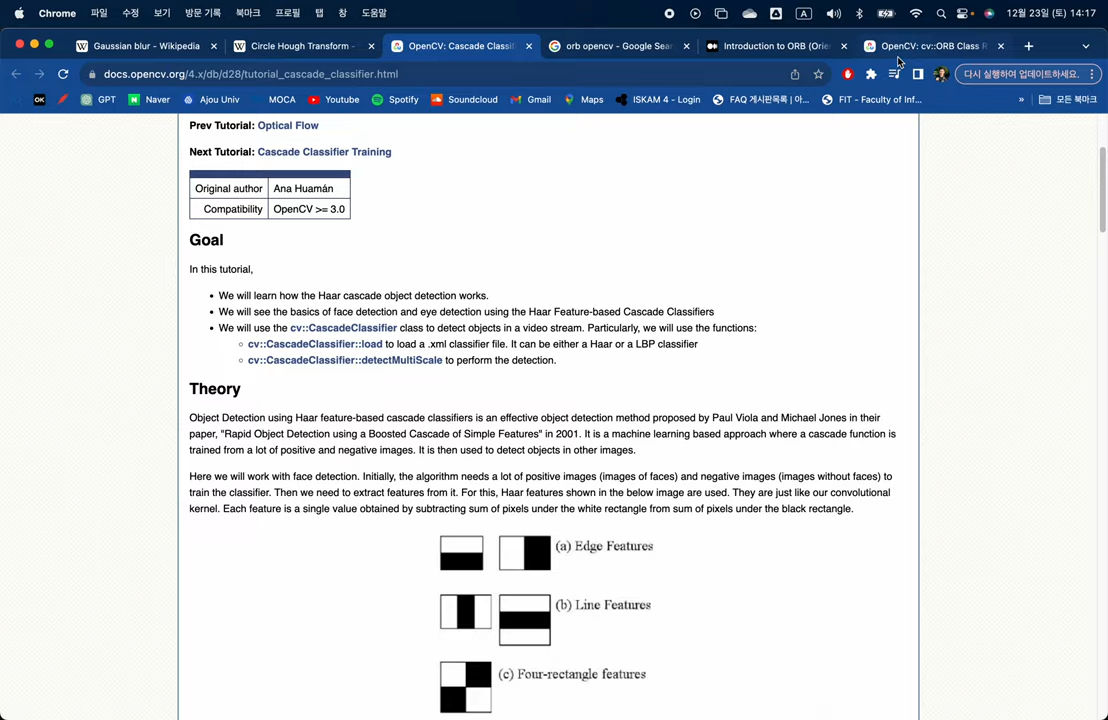 Chrome 파일 수정 보기 방문 기록 북마크 프로필 탭 창 도움말 A 12월 23일 (토) 14:17
W Gaussian blur - Wikipedia W Circle Hough Transform - OpenCV: Cascade Classif orb opencv - Google Sear Introduction to ORB (Orie OpenCV: cv::ORB Class R
docs.opencv.org/4.x/db/d28/tutorial_cascade_classifier.html 다시 실행하여 업데이트하세요.
OK GPT Naver Ajou Univ MOCA Youtube Spotify Soundcloud Gmail Maps ISKAM 4 - Login FAQ 게시판목록 | 아... FIT - Faculty of Inf... » 모든 북마크
Prev Tutorial: Optical Flow
Next Tutorial: Cascade Classifier Training
Original author Ana Huamán
Compatibility OpenCV >= 3.0
Goal
In this tutorial,
• We will learn how the Haar cascade object detection works.
• We will see the basics of face detection and eye detection using the Haar Feature-based Cascade Classifiers
• We will use the cv::CascadeClassifier class to detect objects in a video stream. Particularly, we will use the functions:
◦ cv::CascadeClassifier::load to load a .xml classifier file. It can be either a Haar or a LBP classifier
◦ cv::CascadeClassifier::detectMultiScale to perform the detection.
Theory
Object Detection using Haar feature-based cascade classifiers is an effective object detection method proposed by Paul Viola and Michael Jones in their
paper, "Rapid Object Detection using a Boosted Cascade of Simple Features" in 2001. It is a machine learning based approach where a cascade function is
trained from a lot of positive and negative images. It is then used to detect objects in other images.
Here we will work with face detection. Initially, the algorithm needs a lot of positive images (images of faces) and negative images (images without faces) to
train the classifier. Then we need to extract features from it. For this, Haar features shown in the below image are used. They are just like our convolutional
kernel. Each feature is a single value obtained by subtracting sum of pixels under the white rectangle from sum of pixels under the black rectangle.
(a) Edge Features
(b) Line Features
(c) Four-rectangle features